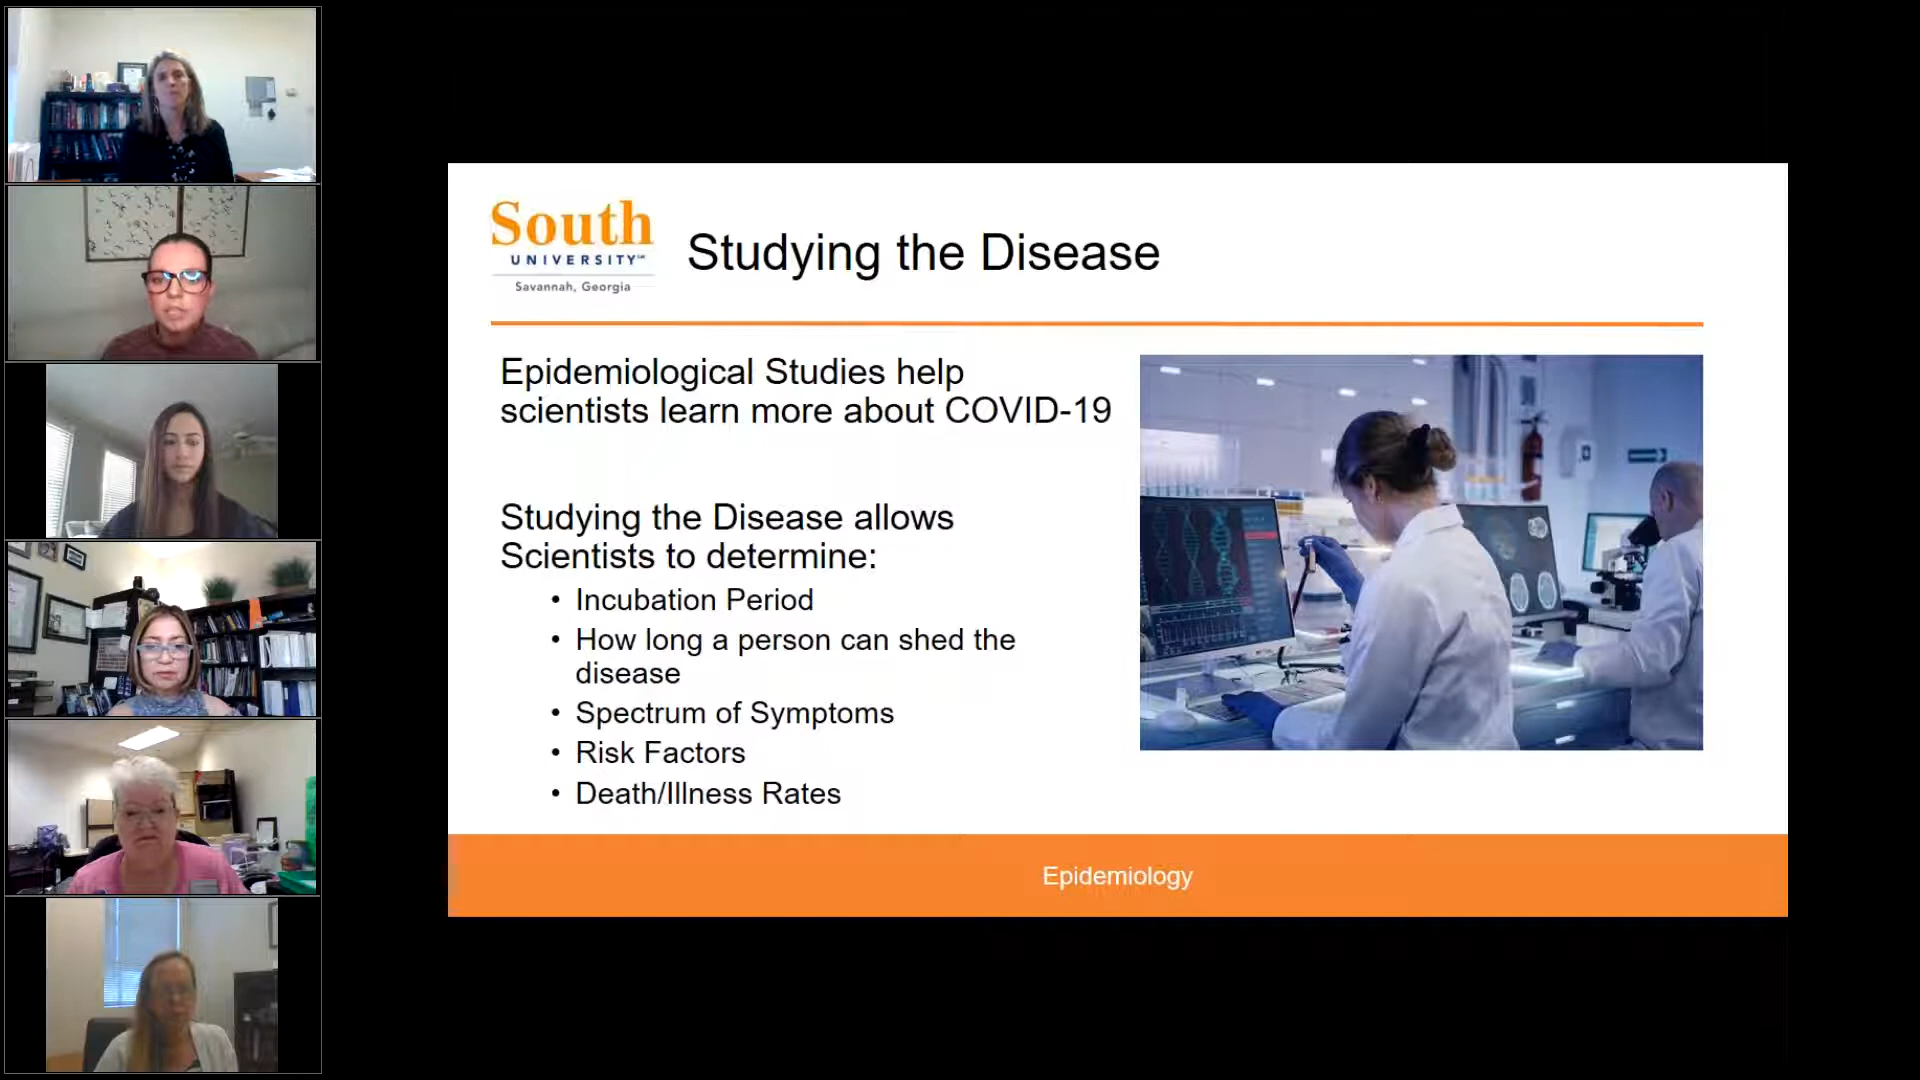 South
UNIVERSITY
Savannah, Georgia
Studying the Disease
Epidemiological Studies help
scientists learn more about COVID-19
Studying the Disease allows
Scientists to determine:
• Incubation Period
• How long a person can shed the
disease
• Spectrum of Symptoms
• Risk Factors
• Death/Illness Rates
Epidemiology